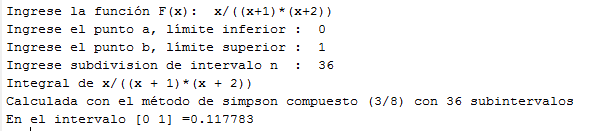 Ingrese la función F(x):  x/((x+1)*(x+2))
Ingrese el punto a, límite inferior :  0
Ingrese el punto b, límite superior :  1
Ingrese subdivision de intervalo n  :  36
Integral de x/((x + 1)*(x + 2))
Calculada con el método de simpson compuesto (3/8) con 36 subintervalos
En el intervalo [0 1] =0.117783